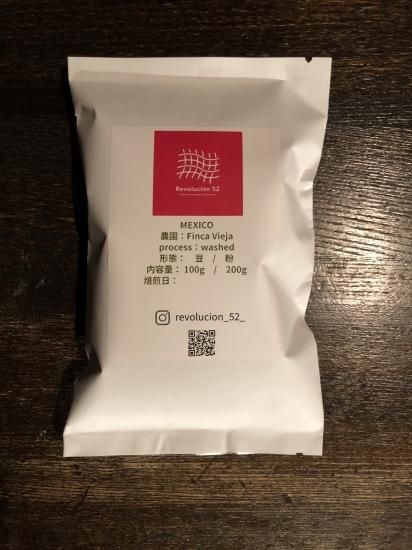 Revolución 52
MEXICO
農園：Finca Vieja
process：washed
形態： 豆 / 粉
内容量：100g / 200g
焙煎日：
revolucion_52_